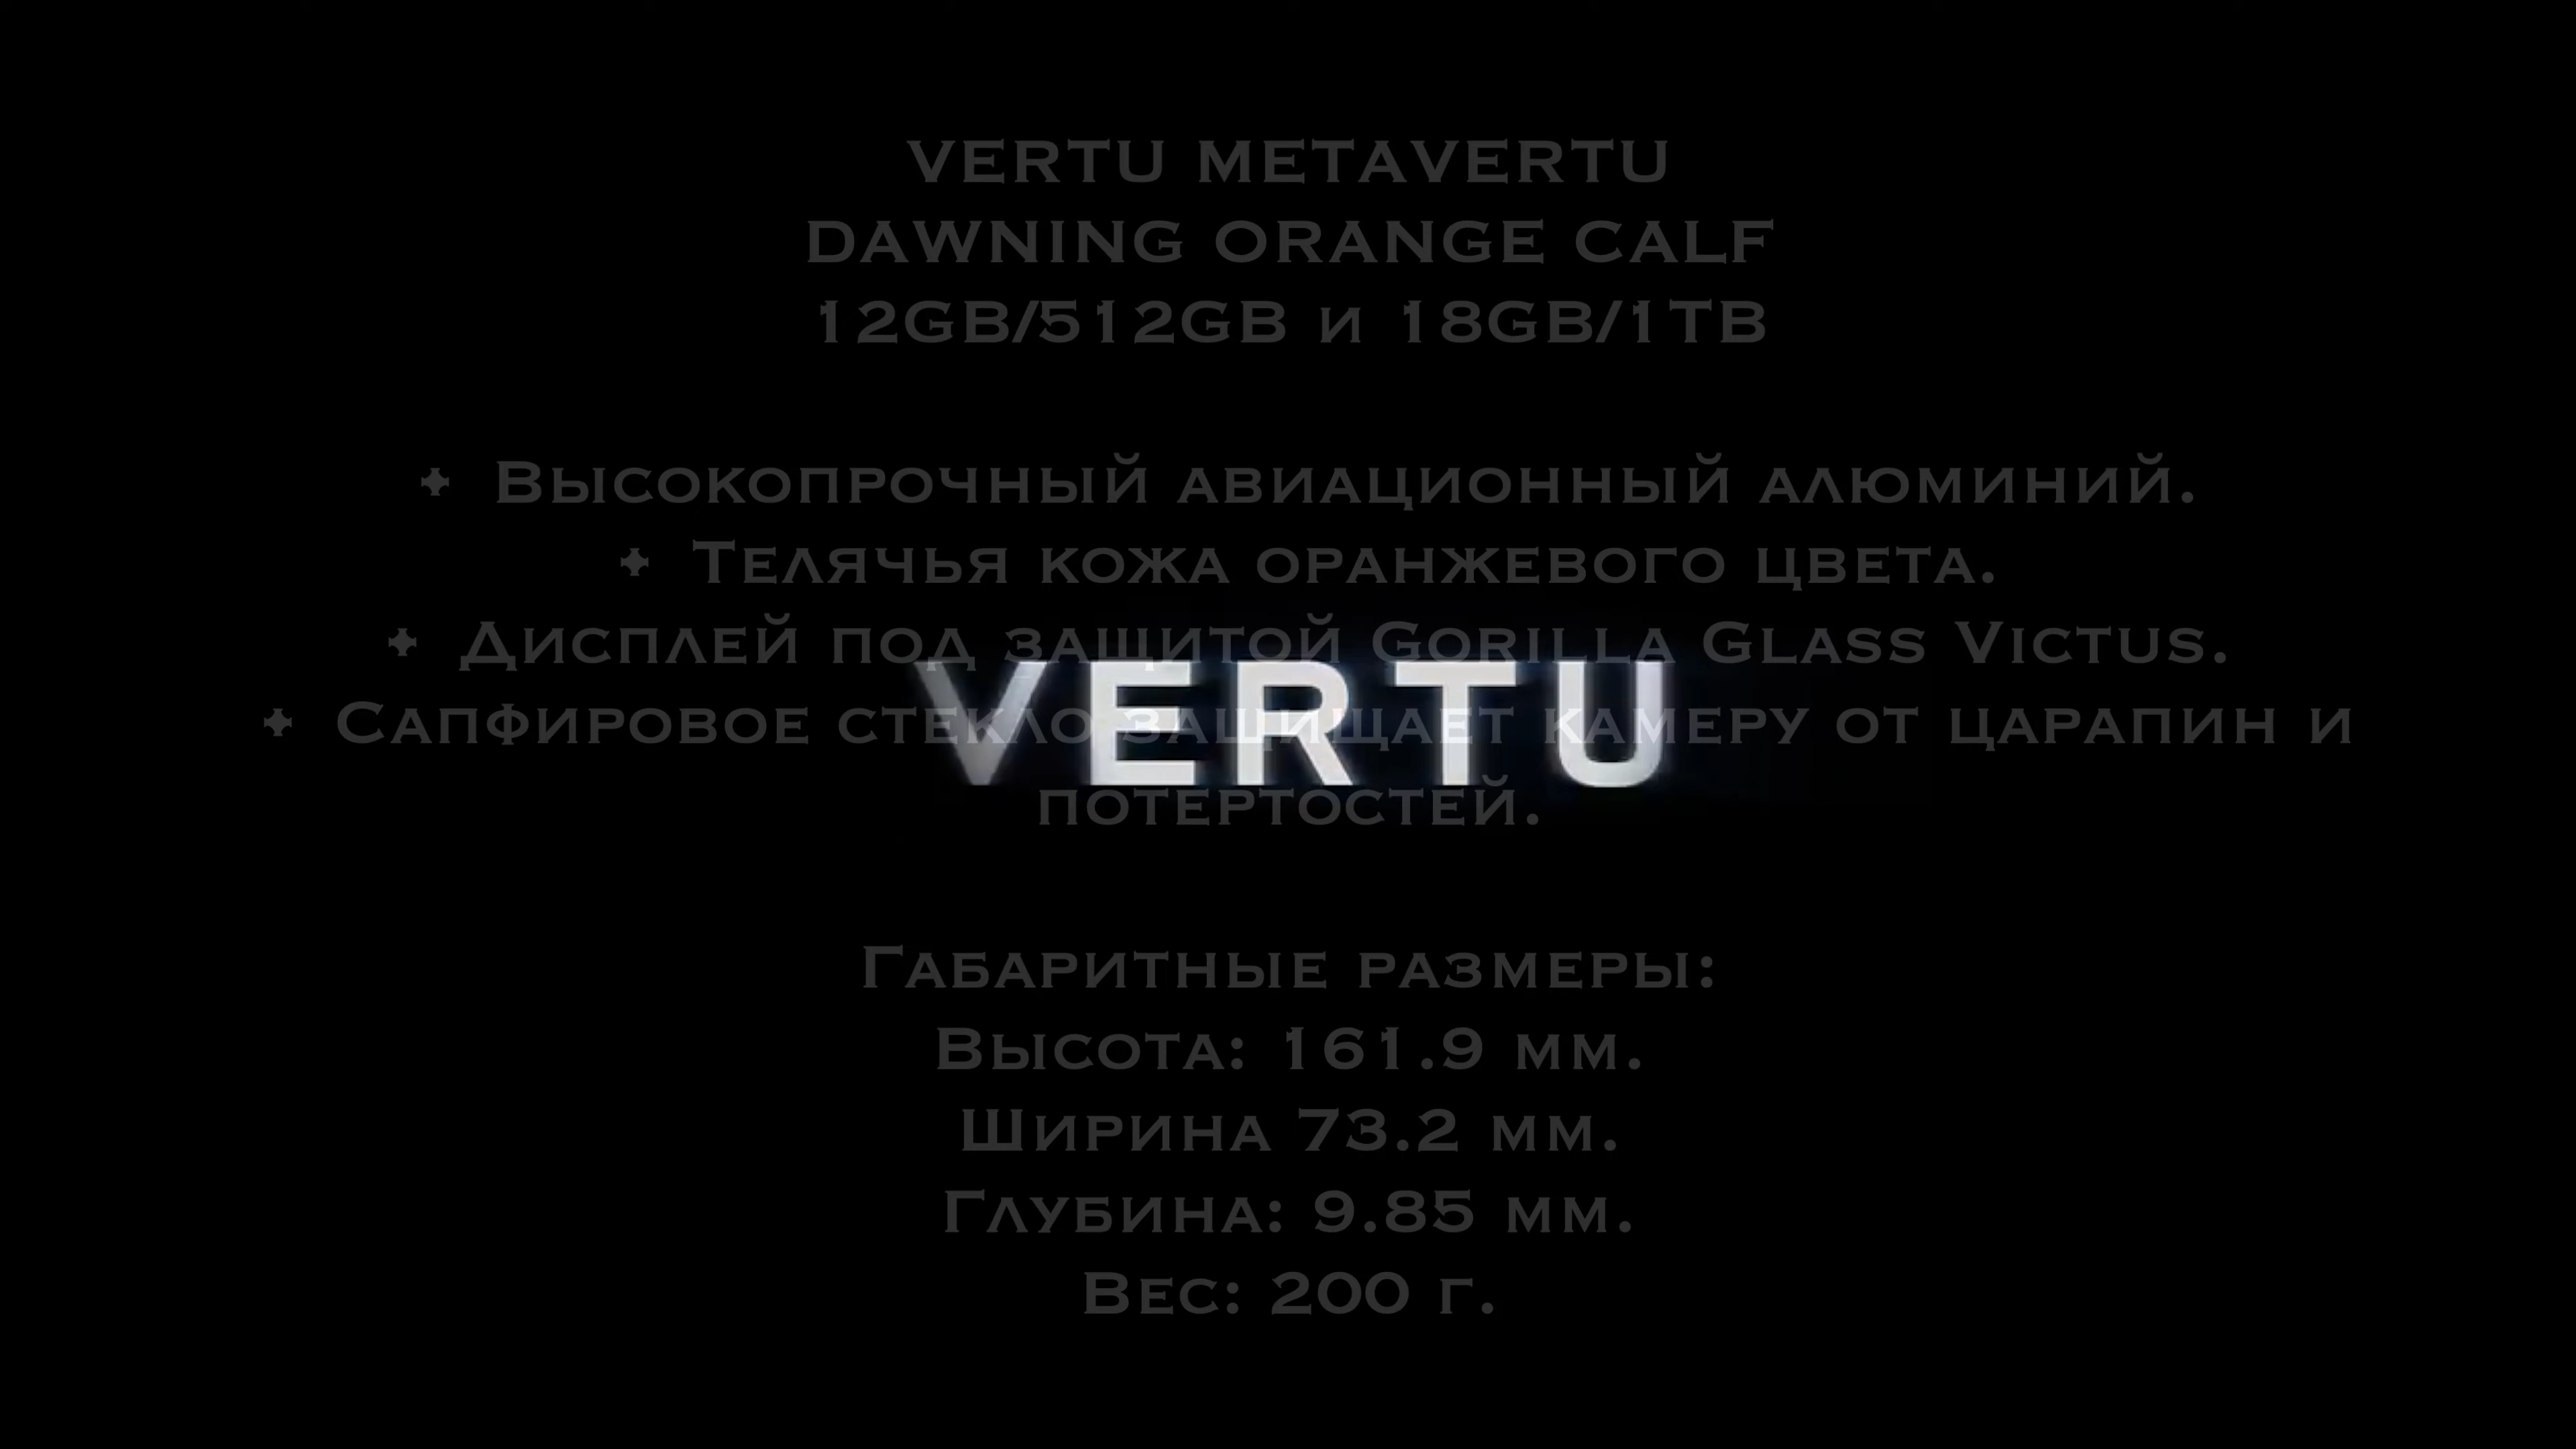 VERTU METAVERTU
DAWNING ORANGE CALF
12GB/512GB и 18GB/1TB
✦ Высокопрочный авиационный алюминий.
✦ Телячья кожа оранжевого цвета.
✦ Дисплей под защитой Gorilla Glass Victus.
VERTU
✦ Сапфировое стекло защищает камеру от царапин и
потертостей.
Габаритные размеры:
Высота: 161.9 мм.
Ширина 73.2 мм.
Глубина: 9.85 мм.
Вес: 200 г.